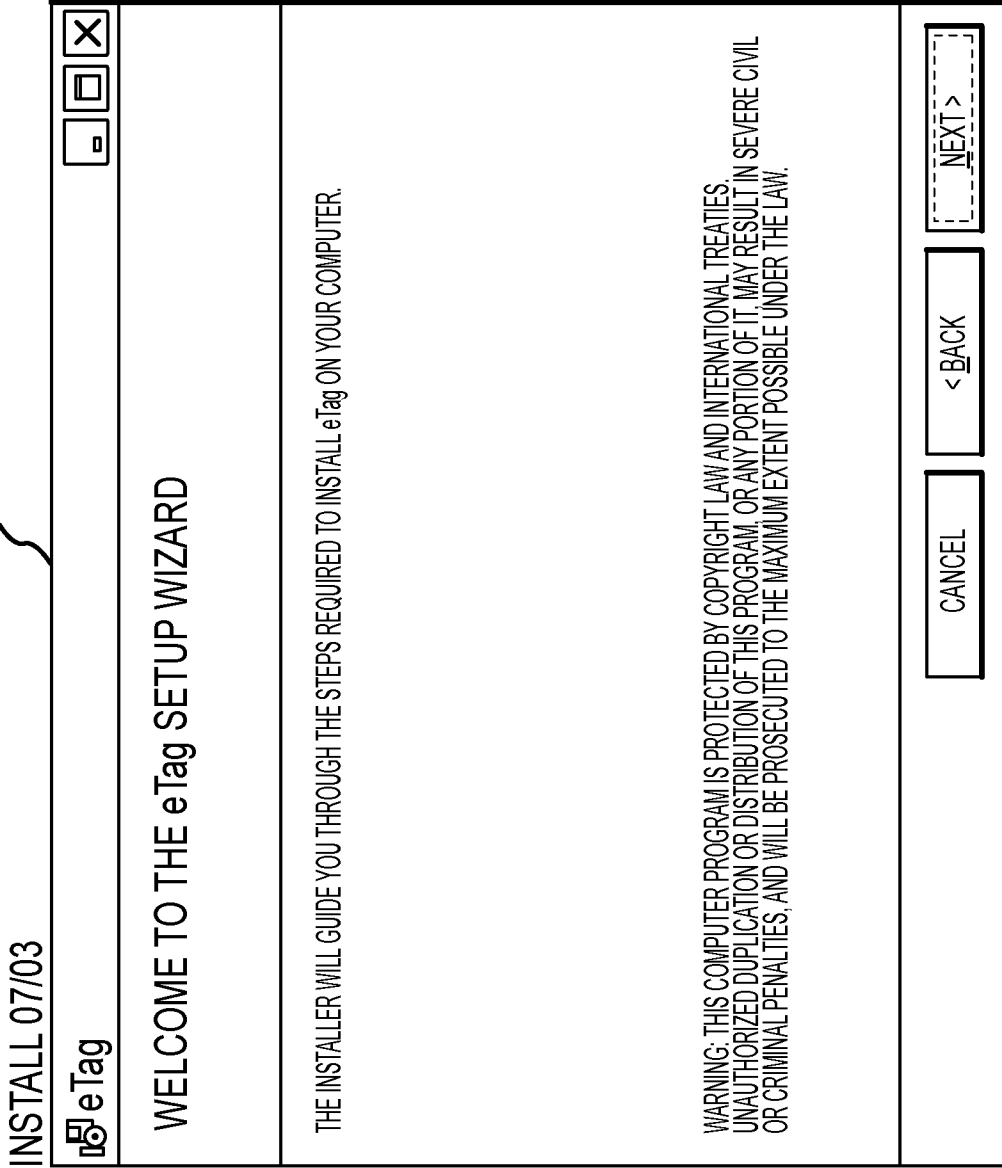 INSTALL 07/03
eTag
WELCOME TO THE eTag SETUP WIZARD
THE INSTALLER WILL GUIDE YOU THROUGH THE STEPS REQUIRED TO INSTALL eTag ON YOUR COMPUTER.
WARNING: THIS COMPUTER PROGRAM IS PROTECTED BY COPYRIGHT LAW AND INTERNATIONAL TREATIES.
UNAUTHORIZED DUPLICATION OR DISTRIBUTION OF THIS PROGRAM, OR ANY PORTION OF IT, MAY RESULT IN SEVERE CIVIL
OR CRIMINAL PENALTIES, AND WILL BE PROSECUTED TO THE MAXIMUM EXTENT POSSIBLE UNDER THE LAW.
CANCEL
< BACK
NEXT >